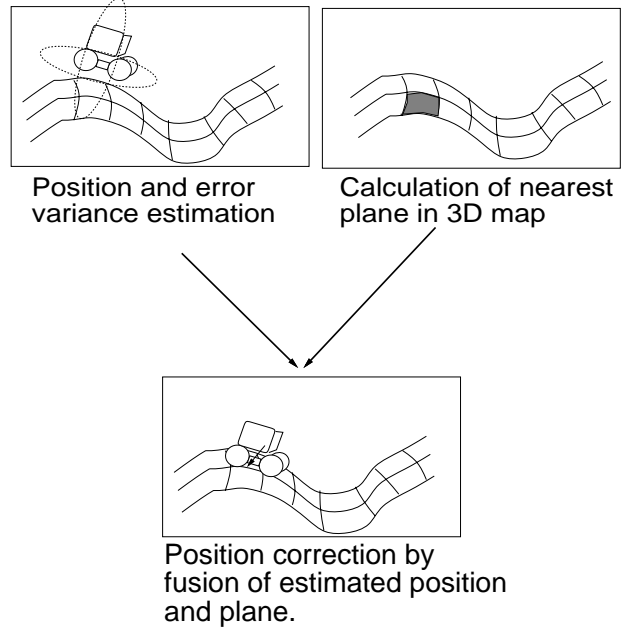 Position and error
variance estimation
Calculation of nearest
plane in 3D map
Position correction by
fusion of estimated position
and plane.